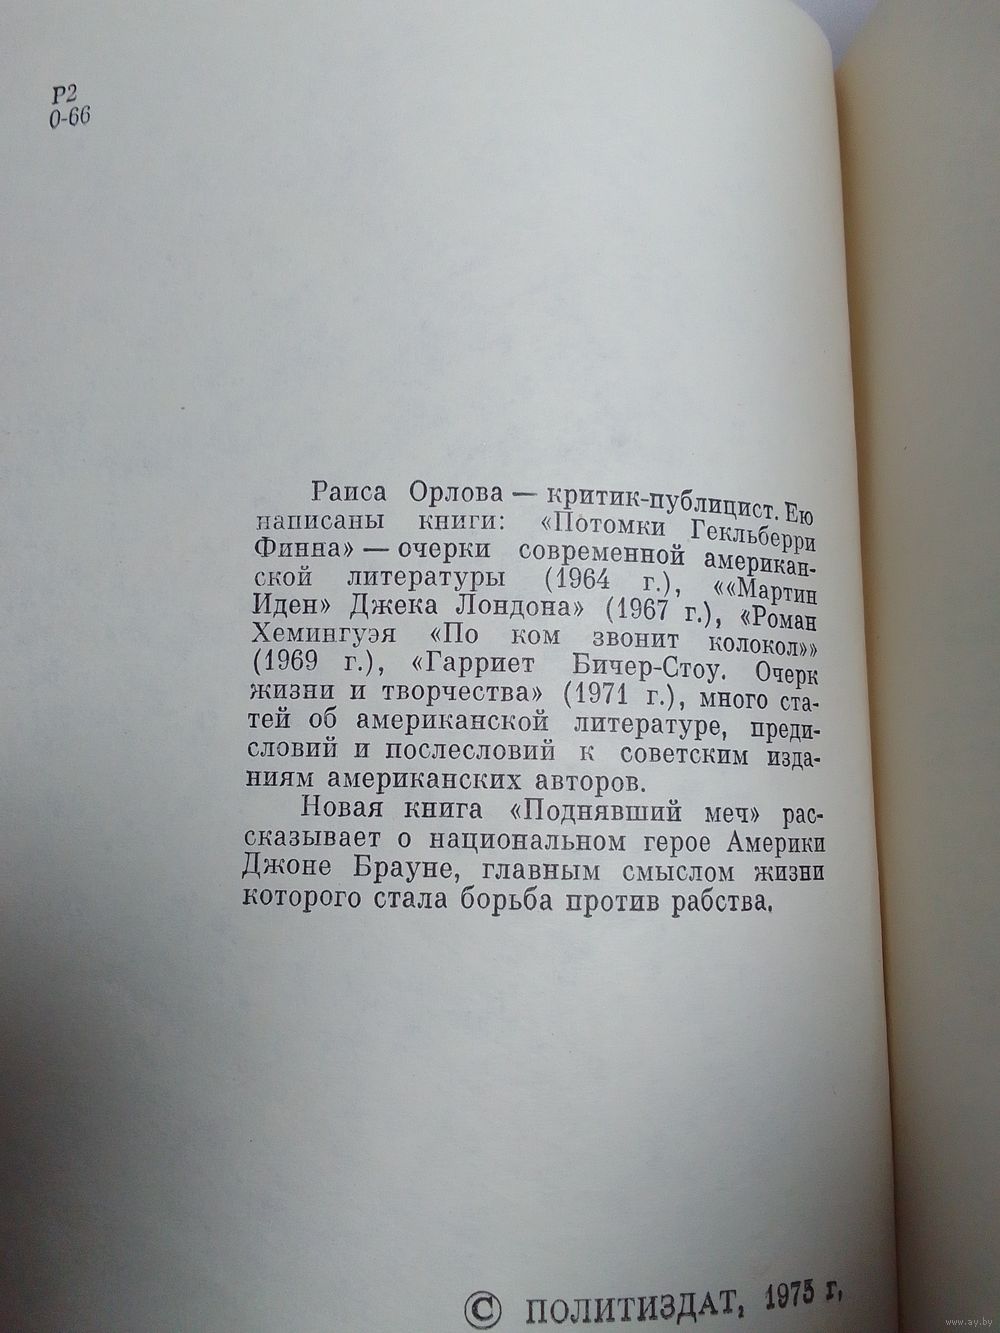 Р2
О-66
Раиса Орлова — критик-публицист. Ею
написаны книги: «Потомки Гекльберри
Финна» — очерки современной американ-
ской литературы (1964 г.), ««Мартин
Иден» Джека Лондона» (1967 г.), «Роман
Хемингуэя «По ком звонит колокол»»
(1969 г.), «Гарриет Бичер-Стоу. Очерк
жизни и творчества» (1971 г.), много ста-
тей об американской литературе, преди-
словий и послесловий к советским изда-
ниям американских авторов.
Новая книга «Поднявший меч» рас-
сказывает о национальном герое Америки
Джоне Брауне, главным смыслом жизни
которого стала борьба против рабства.
© ПОЛИТИЗДАТ, 1975 г.
www.ay.by